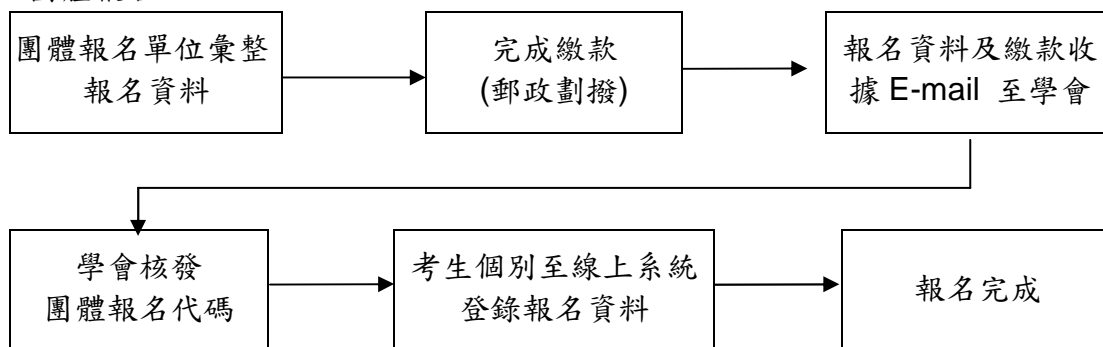 團體報名單位彙整
報名資料
完成繳款
(郵政劃撥)
報名資料及繳款收
據 E-mail 至學會
學會核發
團體報名代碼
考生個別至線上系統
登錄報名資料
報名完成